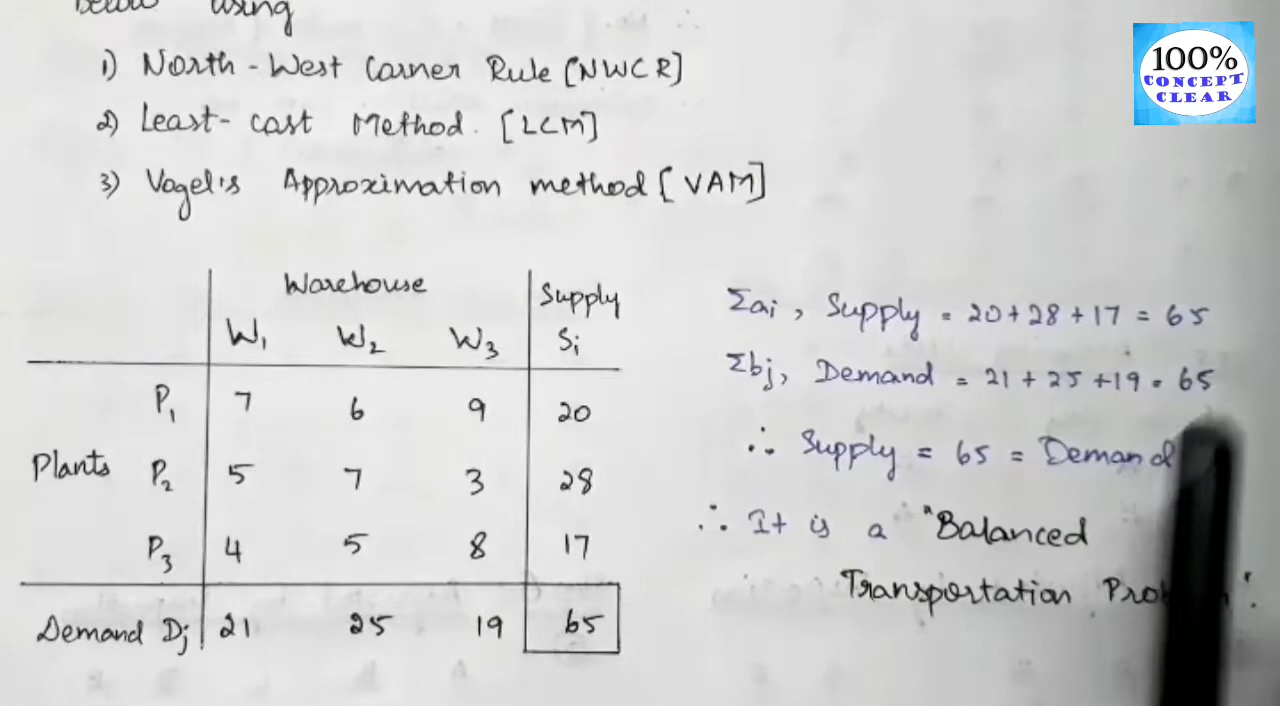 below using
1) North-West Corner Rule [NWCR]
2) Least-cost Method. [LCM]
3) Vogel's Approximation method [VAM]
100%
CONCEPT
CLEAR
Warehouse Supply
W1 W2 W3 Si
P1 7 6 9 20
Plants P2 5 7 3 28
P3 4 5 8 17
Demand Dj 21 25 19 65
Σai, Supply = 20+28+17 = 65
Σbj, Demand = 21+25+19 = 65
∴ Supply = 65 = Demand
∴ It is a "Balanced
Transportation